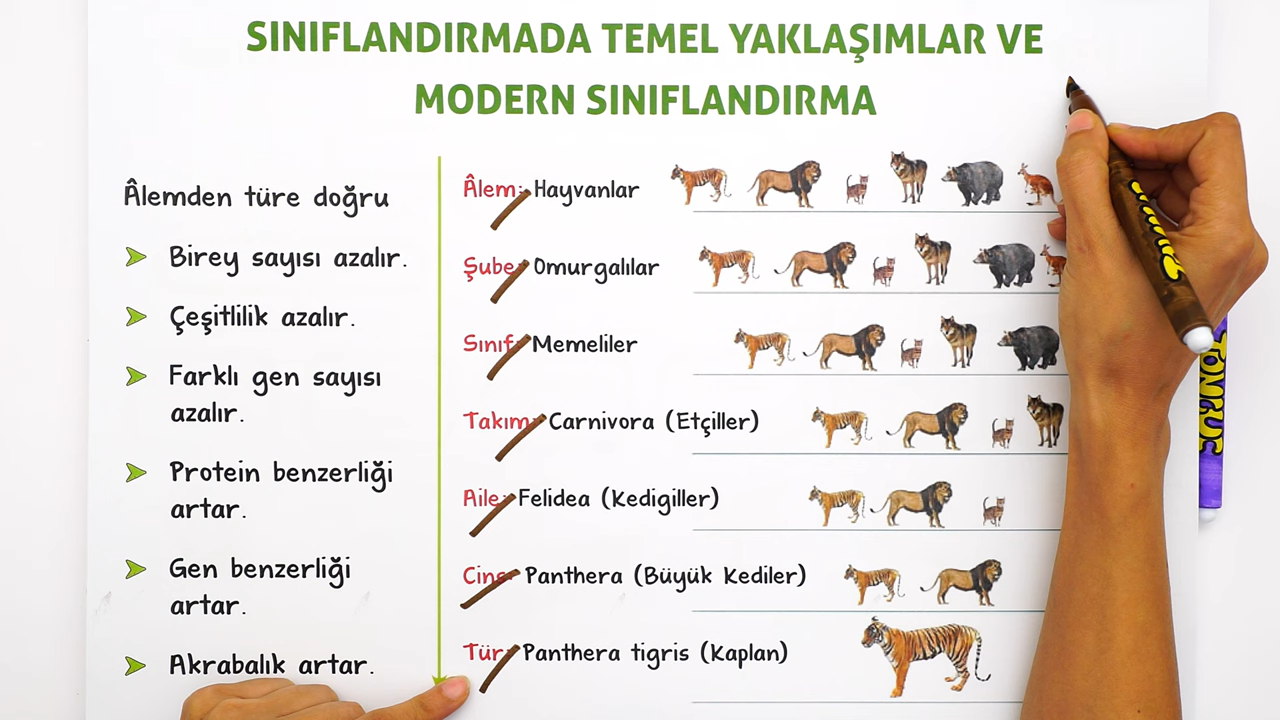 SINIFLANDIRMADA TEMEL YAKLAŞIMLAR VE
MODERN SINIFLANDIRMA
Âlemden türe doğru
Birey sayısı azalır.
Çeşitlilik azalır.
Farklı gen sayısı
azalır.
Protein benzerliği
artar.
Gen benzerliği
artar.
Akrabalık artar.
Âlem: Hayvanlar
Şube: Omurgalılar
Sınıf: Memeliler
Takım: Carnivora (Etçiller)
Aile: Felidea (Kedigiller)
Cins: Panthera (Büyük Kediler)
Tür: Panthera tigris (Kaplan)
TONGUÇ